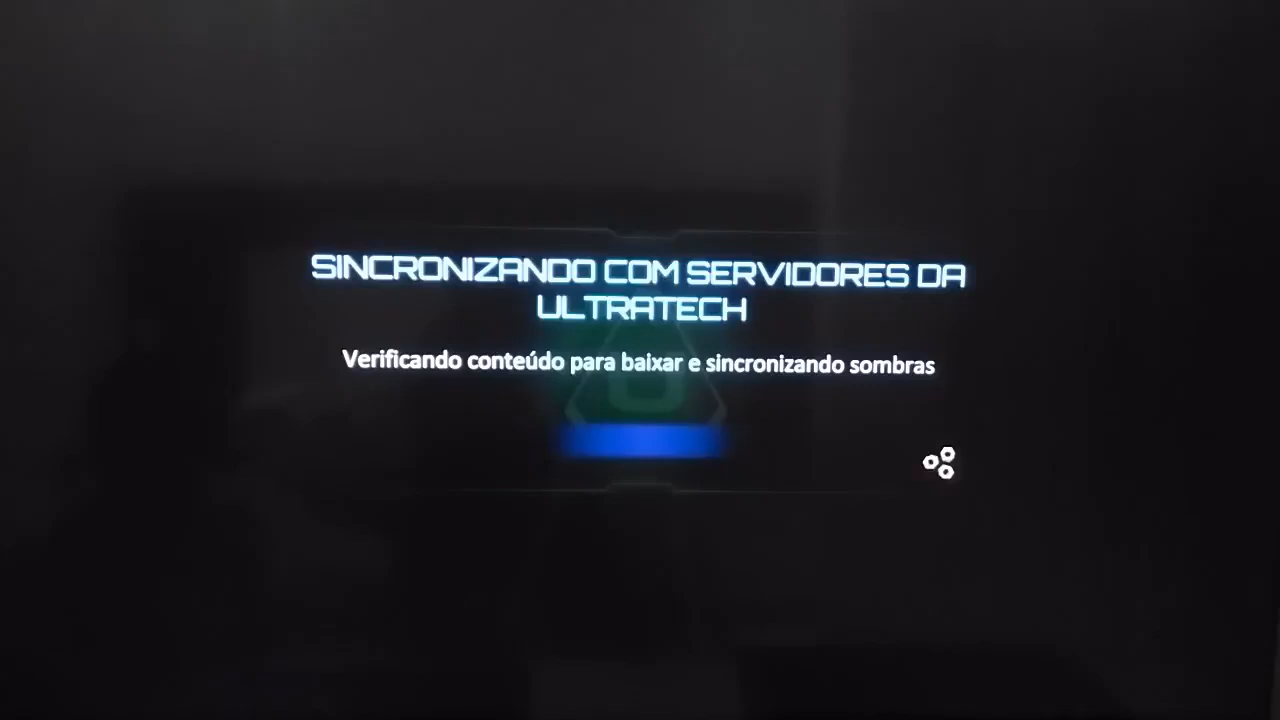 SINCRONIZANDO COM SERVIDORES DA
ULTRATECH
Verificando conteúdo para baixar e sincronizando sombras